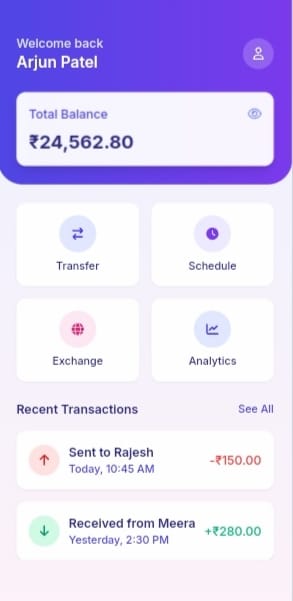 Welcome back
Arjun Patel
Total Balance
₹24,562.80
Transfer
Schedule
Exchange
Analytics
Recent Transactions
See All
Sent to Rajesh
Today, 10:45 AM
-₹150.00
Received from Meera
Yesterday, 2:30 PM
+₹280.00